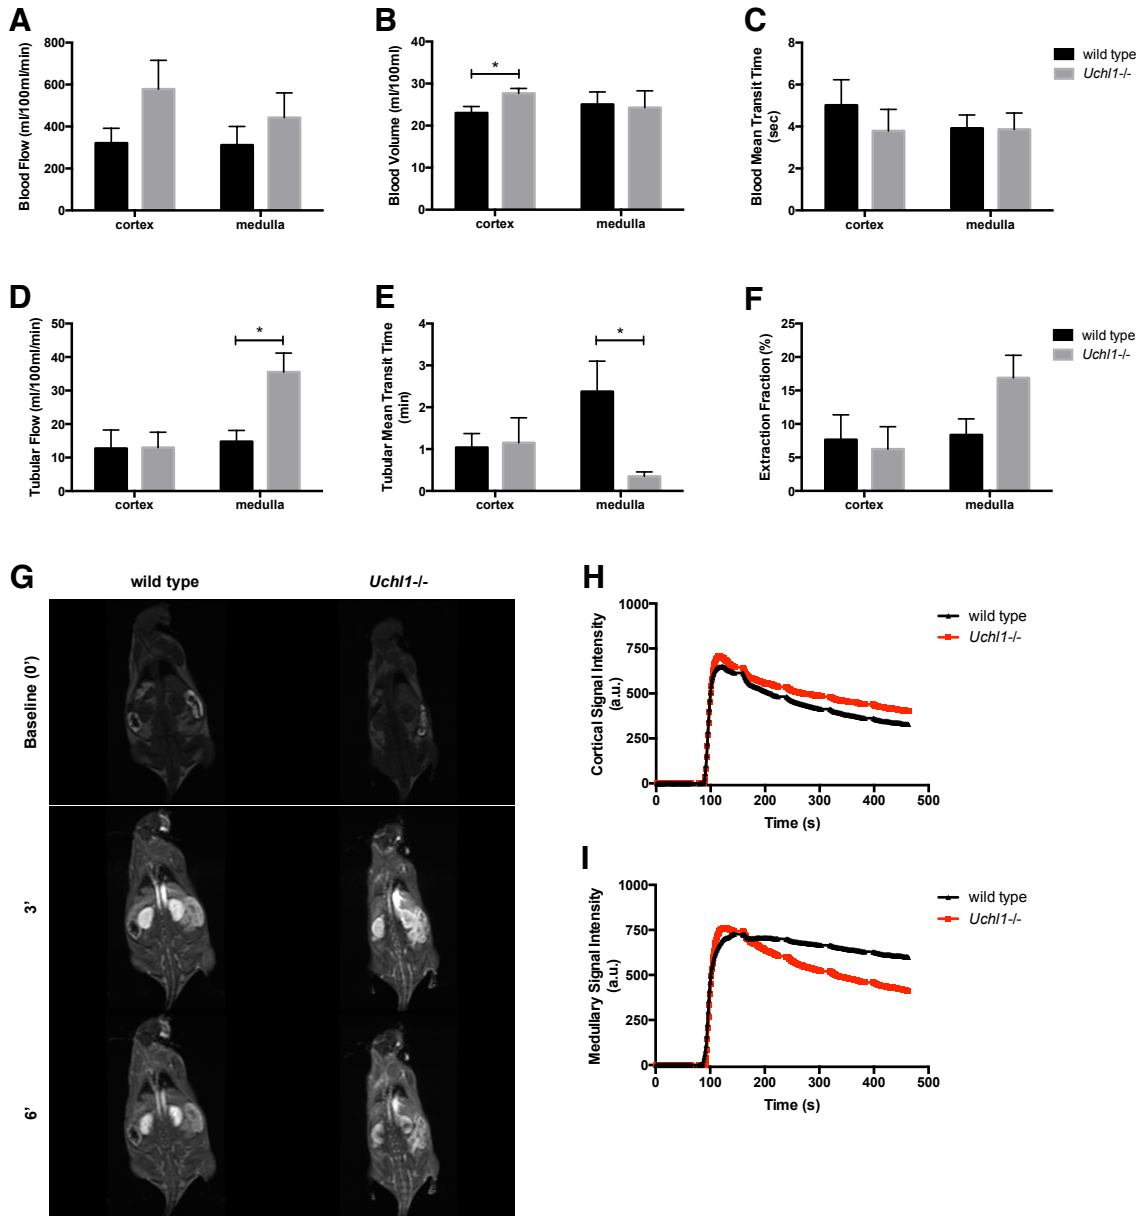 A
Blood Flow (ml/100ml/min)
800
600
400
200
0
cortex
medulla
B
Blood Volume (ml/100ml)
40
30
20
10
0
*
cortex
medulla
C
Blood Mean Transit Time
(sec)
8
6
4
2
0
cortex
medulla
wild type
Uchl1-/-
D
Tubular Flow (ml/100ml/min)
50
40
30
20
10
0
*
cortex
medulla
E
Tubular Mean Transit Time
(min)
4
3
2
1
0
*
cortex
medulla
F
Extraction Fraction (%)
25
20
15
10
5
0
cortex
medulla
wild type
Uchl1-/-
G
wild type
Uchl1-/-
Baseline (0')
3'
6'
H
Cortical Signal Intensity
(a.u.)
1000
750
500
250
0
0 100 200 300 400 500
Time (s)
wild type
Uchl1-/-
I
Medullary Signal Intensity
(a.u.)
1000
750
500
250
0
0 100 200 300 400 500
Time (s)
wild type
Uchl1-/-